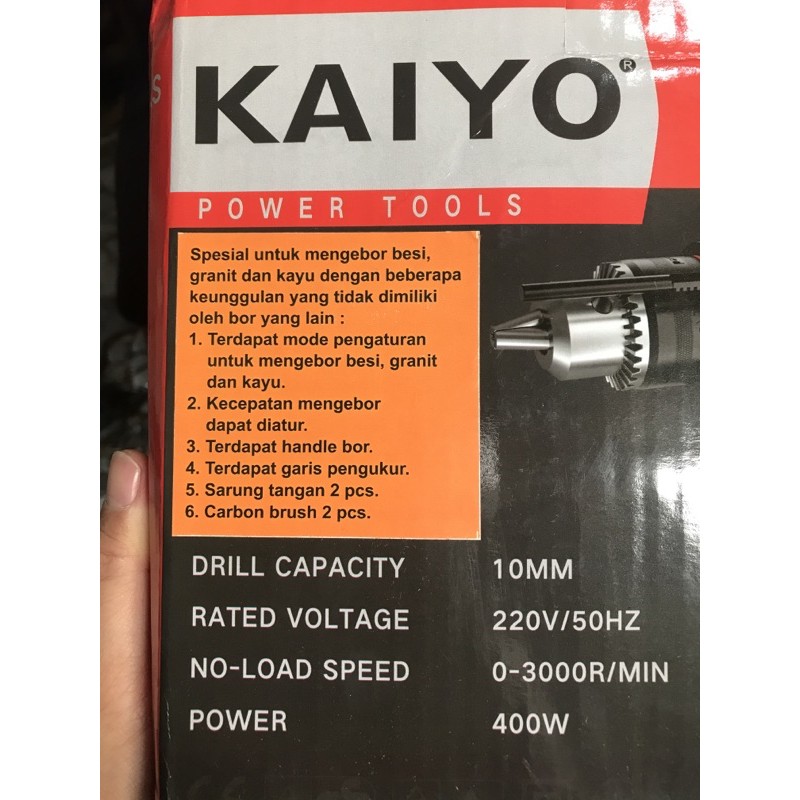 S
KAIYO®
POWER TOOLS
Spesial untuk mengebor besi,
granit dan kayu dengan beberapa
keunggulan yang tidak dimiliki
oleh bor yang lain :
1. Terdapat mode pengaturan
untuk mengebor besi, granit
dan kayu.
2. Kecepatan mengebor
dapat diatur.
3. Terdapat handle bor.
4. Terdapat garis pengukur.
5. Sarung tangan 2 pcs.
6. Carbon brush 2 pcs.
DRILL CAPACITY 10MM
RATED VOLTAGE 220V/50HZ
NO-LOAD SPEED 0-3000R/MIN
POWER 400W